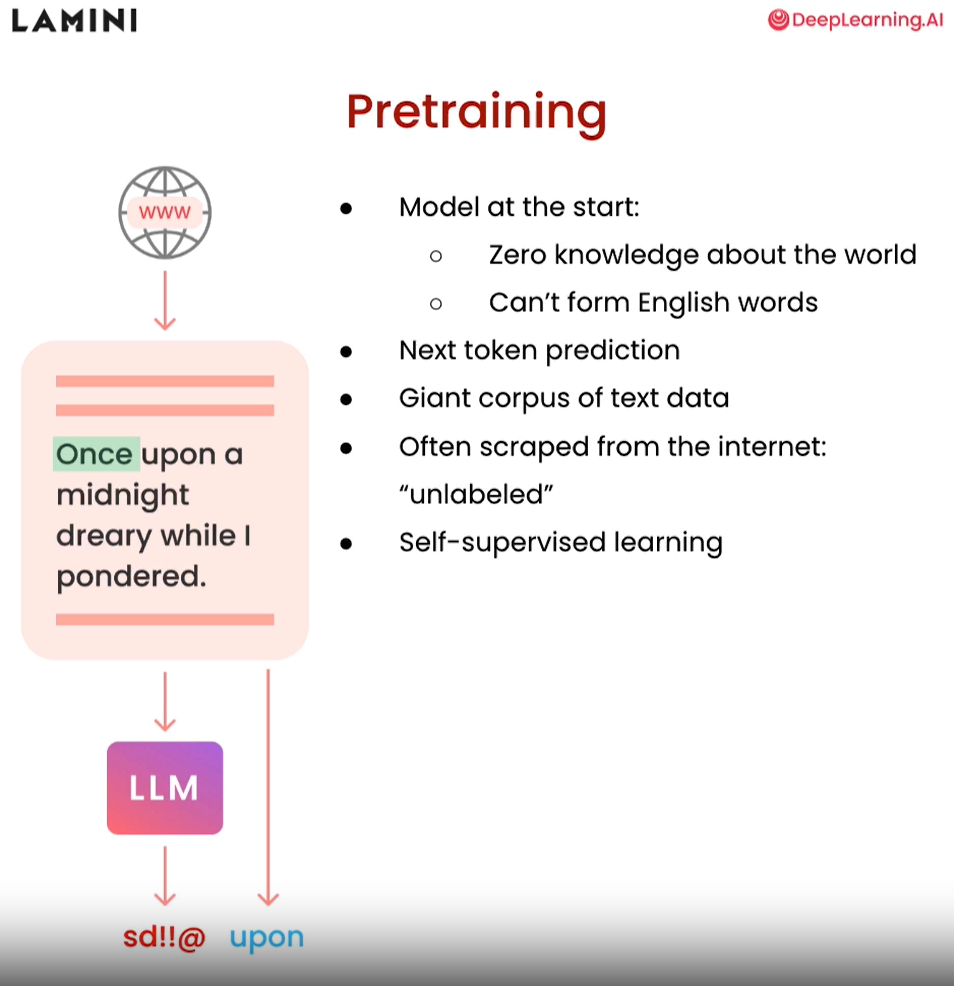 LAMINI
DeepLearning.AI
Pretraining
www
Once upon a
midnight
dreary while I
pondered.
LLM
sd!!@ upon
● Model at the start:
○ Zero knowledge about the world
○ Can’t form English words
● Next token prediction
● Giant corpus of text data
● Often scraped from the internet:
“unlabeled”
● Self-supervised learning